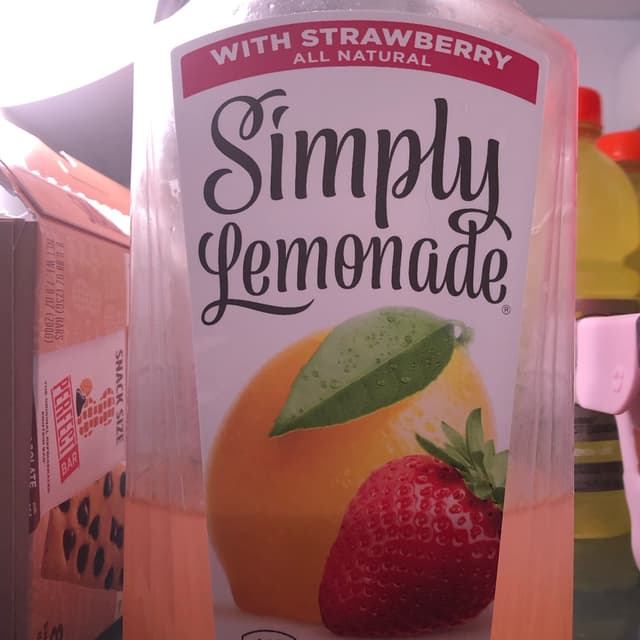 WITH STRAWBERRY
ALL NATURAL
Simply
Lemonade®
SNACK SIZE
PERFECT
BAR